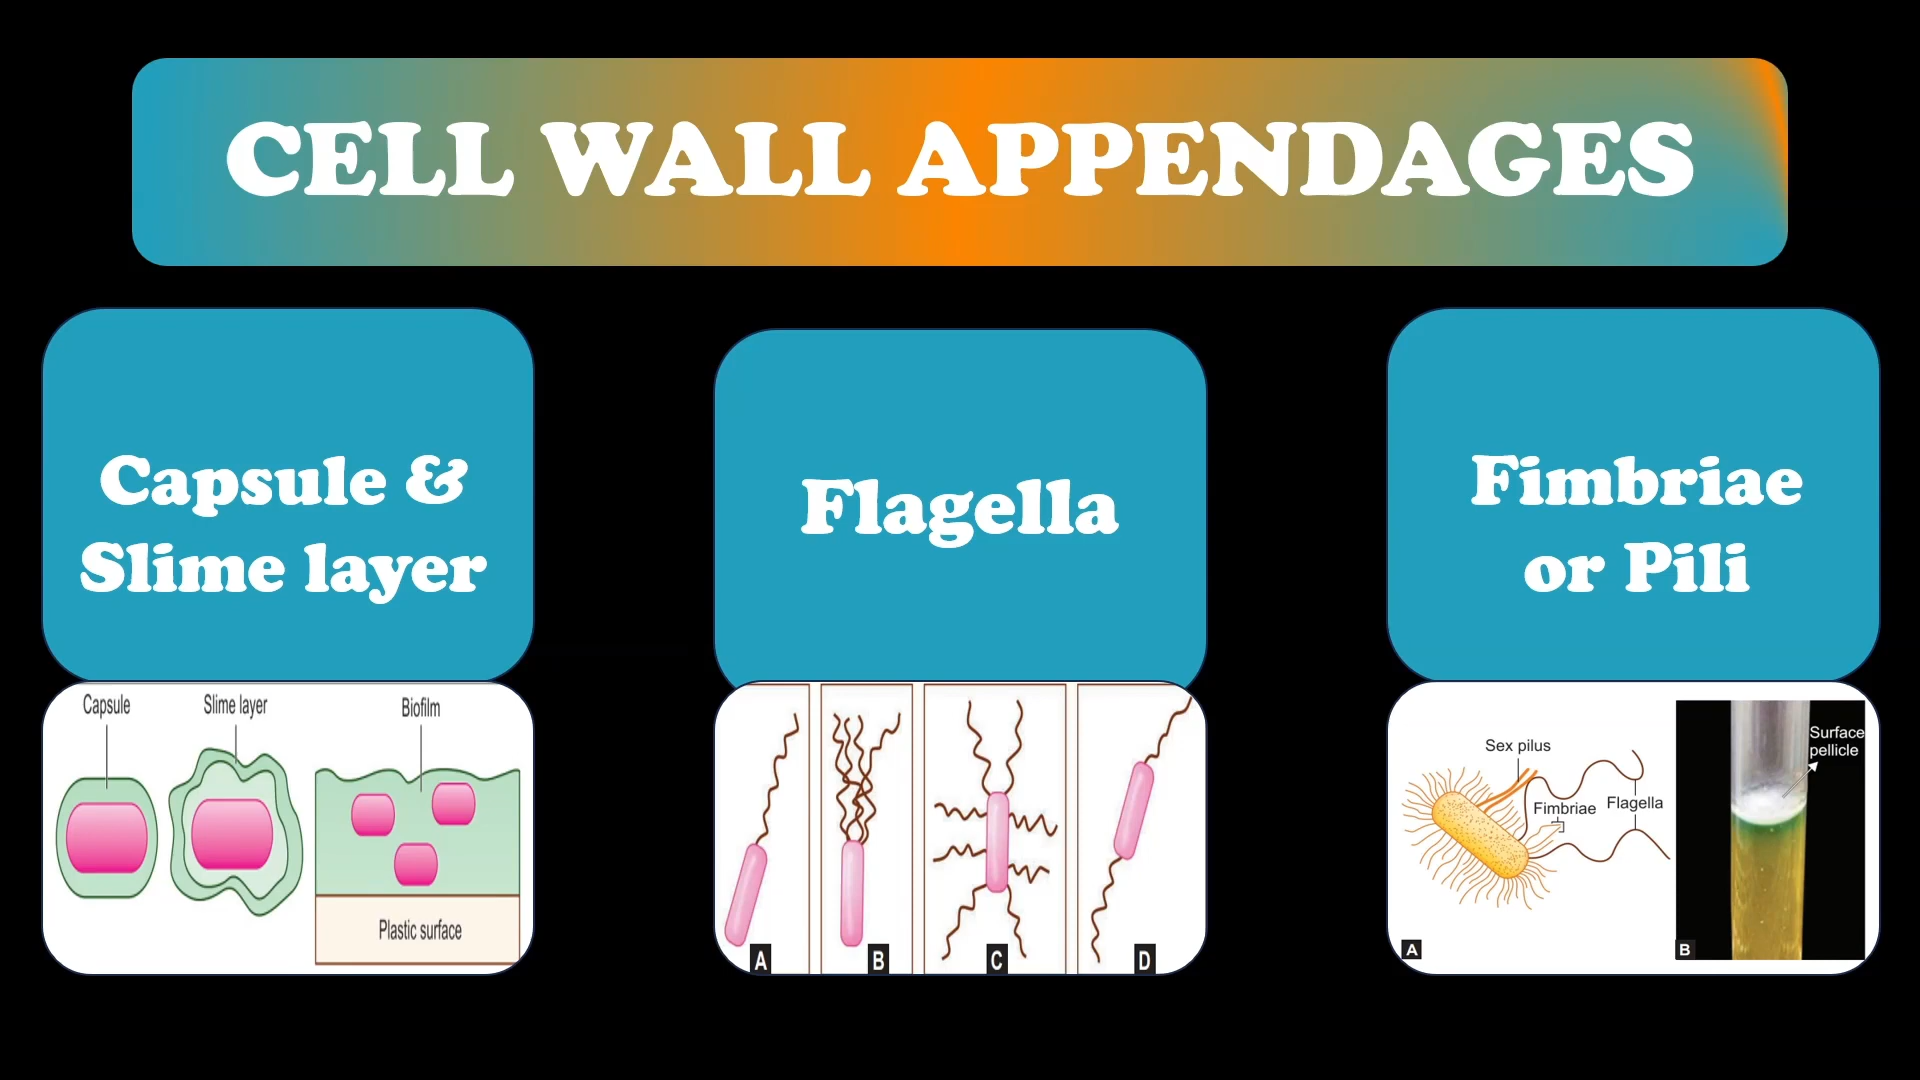 CELL WALL APPENDAGES
Capsule &
Slime layer
Capsule
Slime layer
Biofilm
Plastic surface
Flagella
A
B
C
D
Fimbriae
or Pili
Sex pilus
Fimbriae
Flagella
A
Surface
pellicle
B